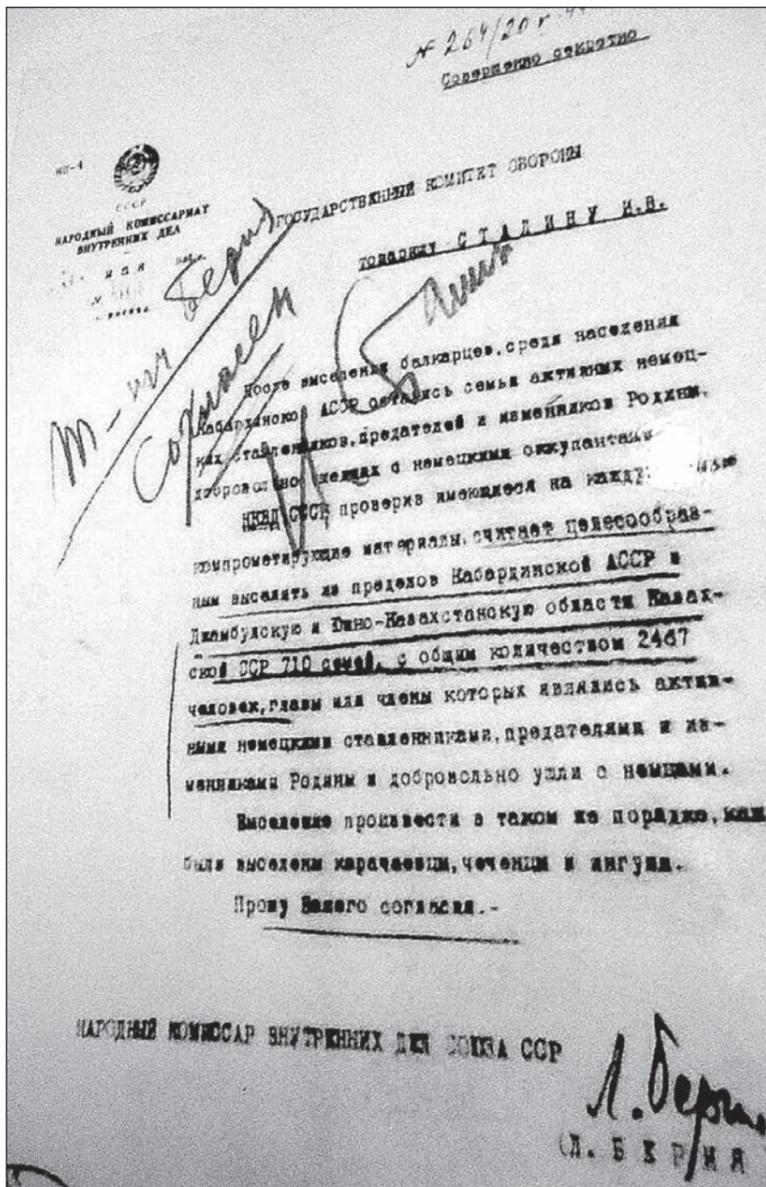 № 264/20
Совершенно секретно
СССР
НАРОДНЫЙ КОМИССАРИАТ
ВНУТРЕННИХ ДЕЛ
мая
ГОСУДАРСТВЕННЫЙ КОМИТЕТ ОБОРОНЫ
товарищу СТАЛИНУ И.В.
Т-щу Берия
Согласен
После выселения балкарцев, среди населения
Кабардинской АССР остались семьи активных немец-
ких ставленников, предателей и изменников Родины,
добровольно с немецкими оккупантами
НКВД СССР проверив имеющиеся на
компрометирующие материалы, считает целесообраз-
ным выселить из пределов Кабардинской АССР в
Джамбулскую и Южно-Казахстанскую области Казах-
ской ССР 710 семей, с общим количеством 2467
человек, главы или члены которых являлись актив-
ными немецкими ставленниками, предателями и из-
менниками Родины и добровольно ушли с немцами.
Выселение произвести в таком же порядке, как
были выселены карачаевцы, чеченцы и ингуши.
Прошу Вашего согласия.-
НАРОДНЫЙ КОМИССАР ВНУТРЕННИХ ДЕЛ СОЮЗА ССР
Л. Берия
(Л. БЕРИЯ